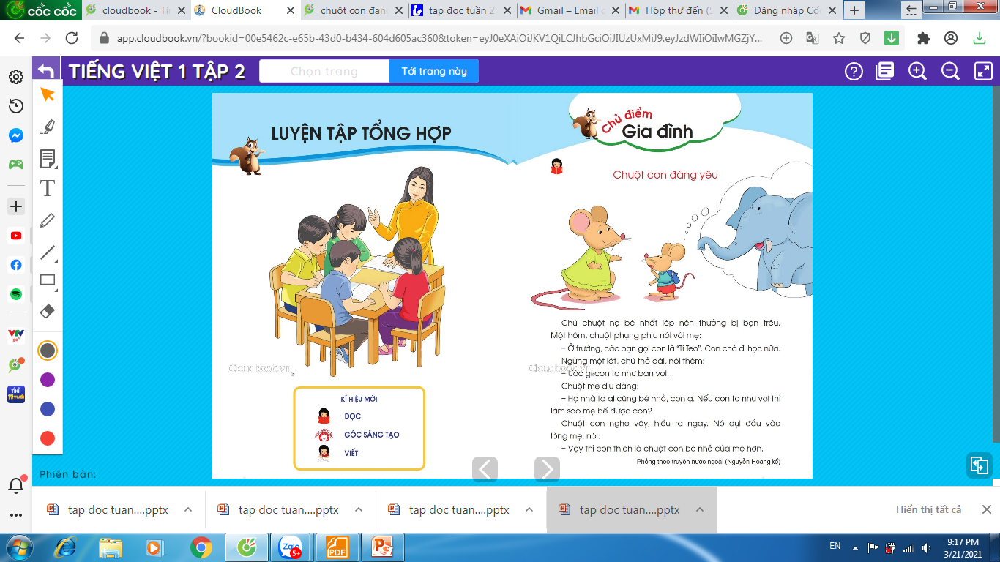 cốc cốc
cloudbook - Tìn
CloudBook
chuột con đang
tạp đọc tuần 2
Gmail – Email c
Hộp thư đến (5
Đăng nhập Cốc
app.cloudbook.vn/?bookid=00e5462c-e65b-43d0-b434-604d605ac360&token=eyJ0eXAiOiJKV1QiLCJhbGciOiJIUzUxMiJ9.eyJzdWIiOiIwMGZjY...
TIẾNG VIỆT 1 TẬP 2
Chọn trang
Tới trang này
LUYỆN TẬP TỔNG HỢP
Chủ điểm
Gia đình
Chuột con đáng yêu
Chú chuột nọ bé nhất lớp nên thường bị bạn trêu.
Một hôm, chuột phụng phịu nói với mẹ:
– Ở trường, các bạn gọi con là “Tí Teo”. Con chả đi học nữa.
Ngừng một lát, chú thở dài, nói thêm:
– Ước gì con to như bạn voi.
Chuột mẹ dịu dàng:
– Họ nhà ta ai cũng bé nhỏ, con ạ. Nếu con to như voi thì
làm sao mẹ bế được con?
Chuột con nghe vậy, hiểu ra ngay. Nó dụi đầu vào
lòng mẹ, nói:
– Vậy thì con thích là chuột con bé nhỏ của mẹ hơn.
Phỏng theo truyện nước ngoài (Nguyễn Hoàng kể)
Cloudbook.vn
Cloudbook.vn
KÍ HIỆU MỚI
ĐỌC
GÓC SÁNG TẠO
VIẾT
Phiên bản:
VTV
go
TIKI
11 TUỔI
tap doc tuan....pptx
tap doc tuan....pptx
tap doc tuan....pptx
tap doc tuan....pptx
Hiển thị tất cả
Zalo
5+
PDF
EN
9:17 PM
3/21/2021